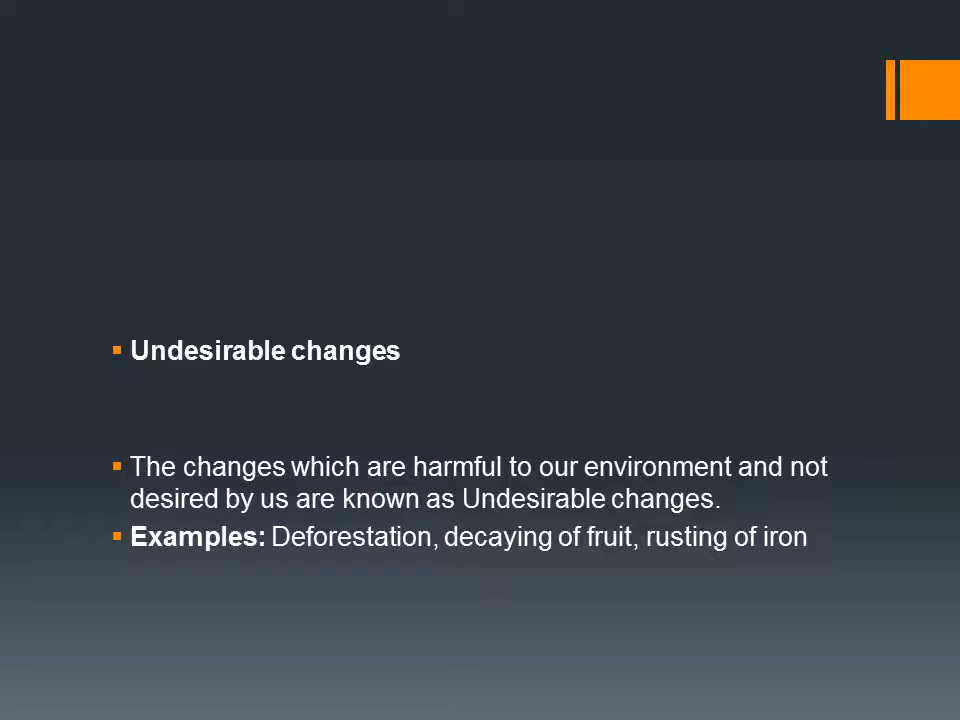 Undesirable changes
The changes which are harmful to our environment and not
desired by us are known as Undesirable changes.
Examples: Deforestation, decaying of fruit, rusting of iron